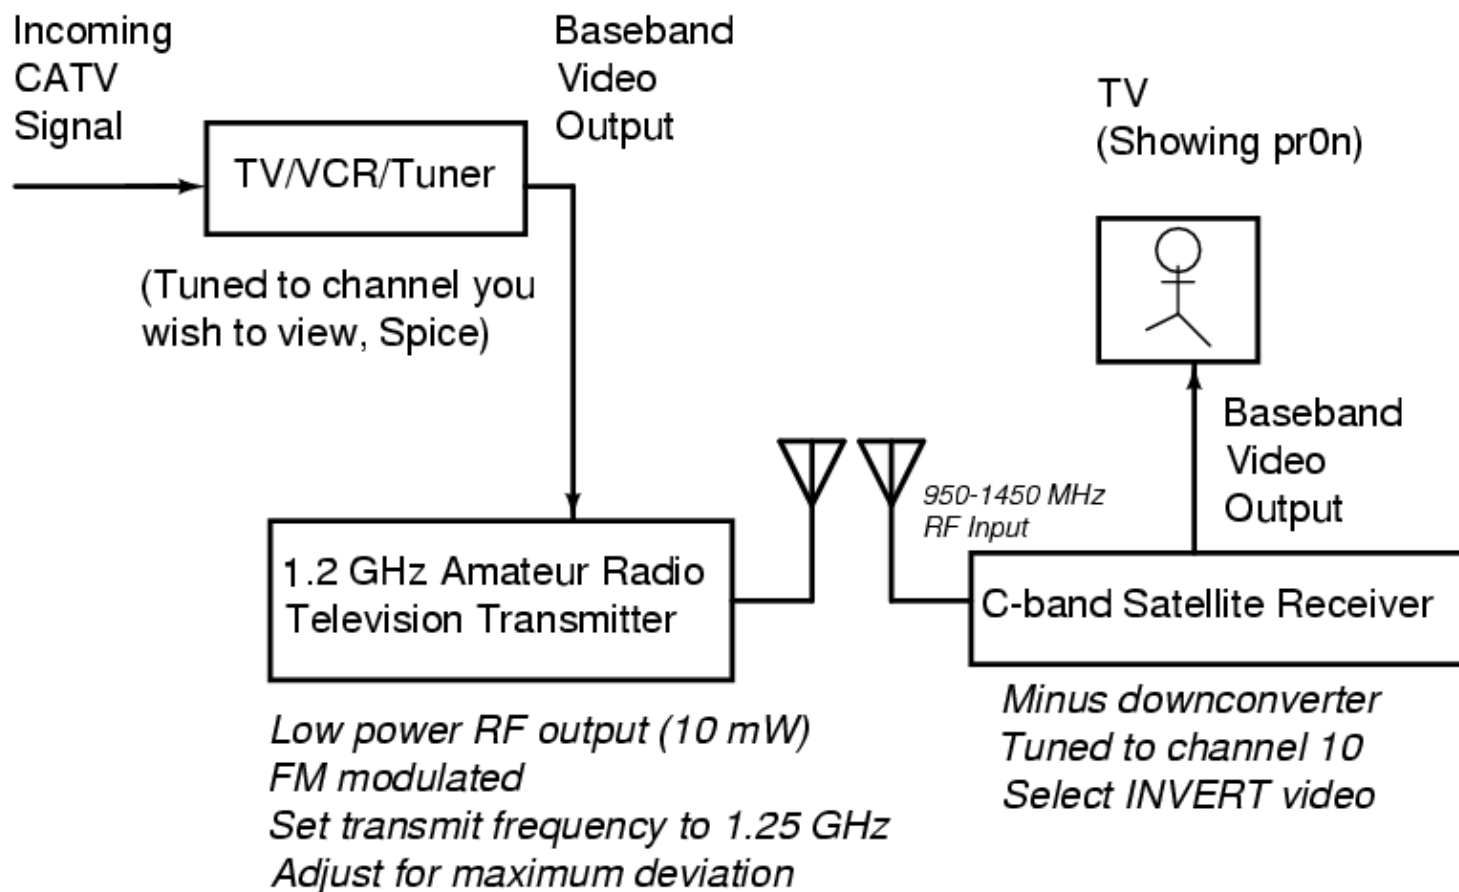 Incoming
CATV
Signal
Baseband
Video
Output
TV
(Showing pr0n)
TV/VCR/Tuner
(Tuned to channel you
wish to view, Spice)
Baseband
Video
Output
950-1450 MHz
RF Input
1.2 GHz Amateur Radio
Television Transmitter
C-band Satellite Receiver
Low power RF output (10 mW)
FM modulated
Set transmit frequency to 1.25 GHz
Adjust for maximum deviation
Minus downconverter
Tuned to channel 10
Select INVERT video